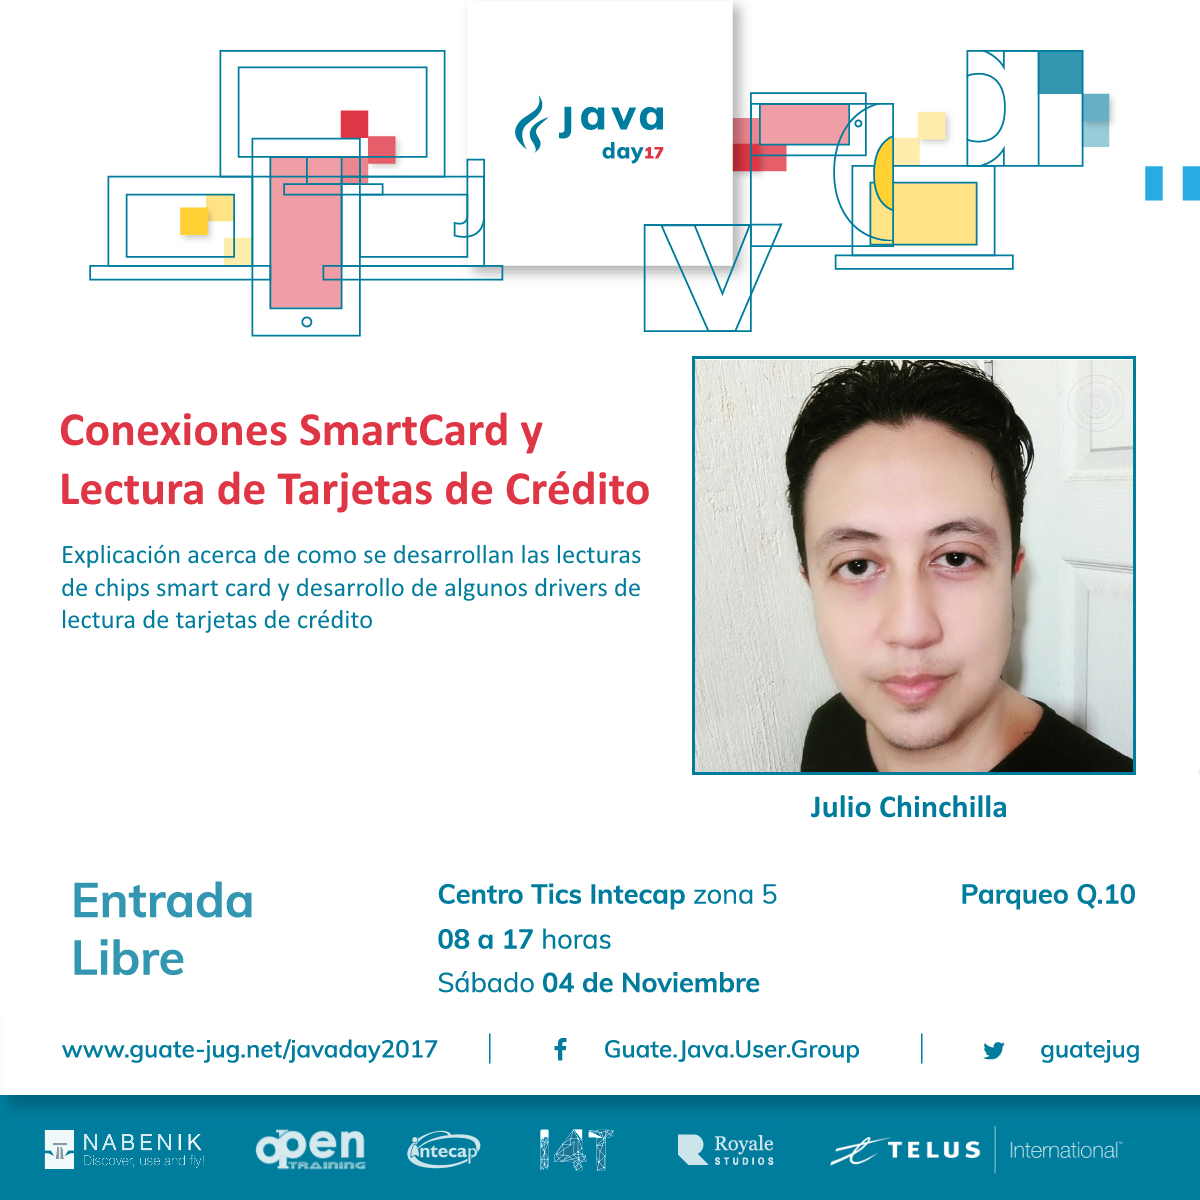 Java
day17
J
a
V
a
Conexiones SmartCard y
Lectura de Tarjetas de Crédito
Explicación acerca de como se desarrollan las lecturas
de chips smart card y desarrollo de algunos drivers de
lectura de tarjetas de crédito
Julio Chinchilla
Entrada
Libre
Centro Tics Intecap zona 5
08 a 17 horas
Sábado 04 de Noviembre
Parqueo Q.10
www.guate-jug.net/javaday2017
Guate.Java.User.Group
guatejug
NABENIK
Discover, use and fly!
open
TRAINING
intecap
I4T
Royale
STUDIOS
TELUS International™